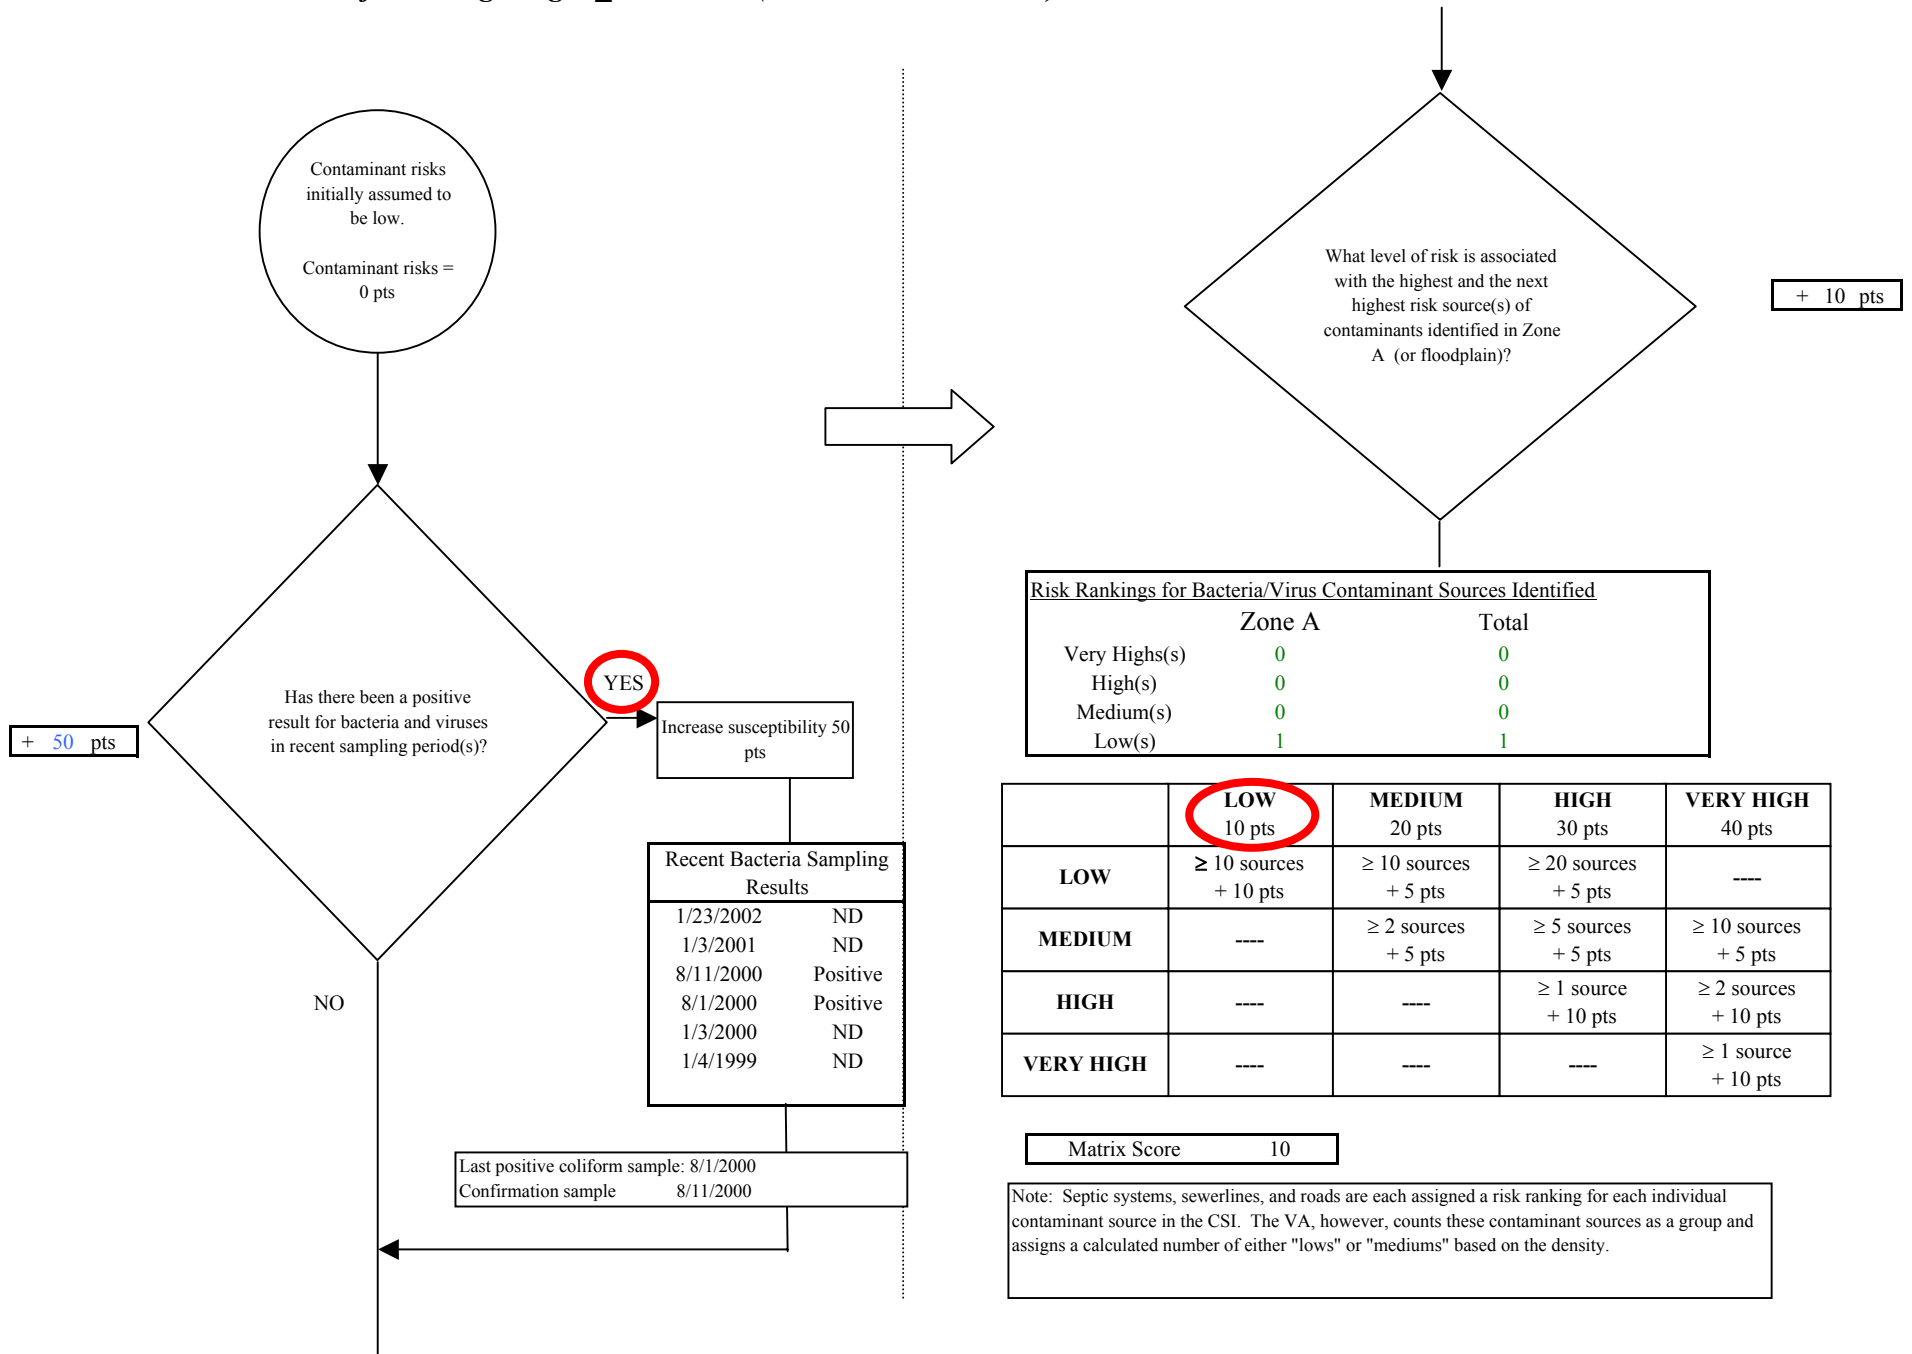 Contaminant risks
initially assumed to
be low.
Contaminant risks =
0 pts
Has there been a positive
result for bacteria and viruses
in recent sampling period(s)?
+ 50 pts
YES
Increase susceptibility 50
pts
NO
Recent Bacteria Sampling
Results
1/23/2002 ND
1/3/2001 ND
8/11/2000 Positive
8/1/2000 Positive
1/3/2000 ND
1/4/1999 ND
Last positive coliform sample: 8/1/2000
Confirmation sample 8/11/2000
What level of risk is associated
with the highest and the next
highest risk source(s) of
contaminants identified in Zone
A (or floodplain)?
+ 10 pts
Risk Rankings for Bacteria/Virus Contaminant Sources Identified
Zone A Total
Very Highs(s) 0 0
High(s) 0 0
Medium(s) 0 0
Low(s) 1 1
LOW MEDIUM HIGH VERY HIGH
10 pts 20 pts 30 pts 40 pts
LOW ≥ 10 sources ≥ 10 sources ≥ 20 sources ----
+ 10 pts + 5 pts + 5 pts
MEDIUM ---- ≥ 2 sources ≥ 5 sources ≥ 10 sources
+ 5 pts + 5 pts + 5 pts
HIGH ---- ---- ≥ 1 source ≥ 2 sources
+ 10 pts + 10 pts
VERY HIGH ---- ---- ---- ≥ 1 source
+ 10 pts
Matrix Score 10
Note: Septic systems, sewerlines, and roads are each assigned a risk ranking for each individual
contaminant source in the CSI. The VA, however, counts these contaminant sources as a group and
assigns a calculated number of either "lows" or "mediums" based on the density.